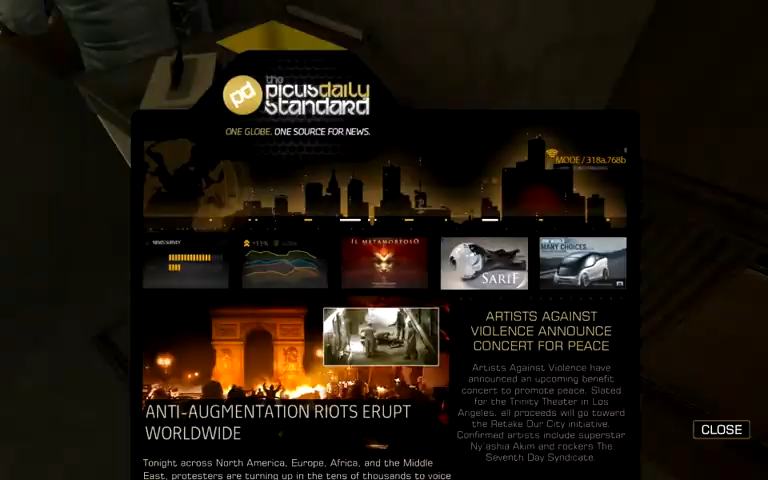 the
picusdaily
standard
pd
ONE GLOBE. ONE SOURCE FOR NEWS.
MODE / 318a.768b
NEWS SURVEY
IL METAMORFOSO
SARIF
MANY CHOICES...
ARTISTS AGAINST
VIOLENCE ANNOUNCE
CONCERT FOR PEACE
Artists Against Violence have
announced an upcoming benefit
concert to promote peace. Slated
for the Trinity Theater in Los
Angeles, all proceeds will go toward
the Retake Our City initiative.
Confirmed artists include superstar
Ny'ashia Akim and rockers The
Seventh Day Syndicate.
ANTI-AUGMENTATION RIOTS ERUPT
WORLDWIDE
Tonight across North America, Europe, Africa, and the Middle
East, protesters are turning up in the tens of thousands to voice
CLOSE